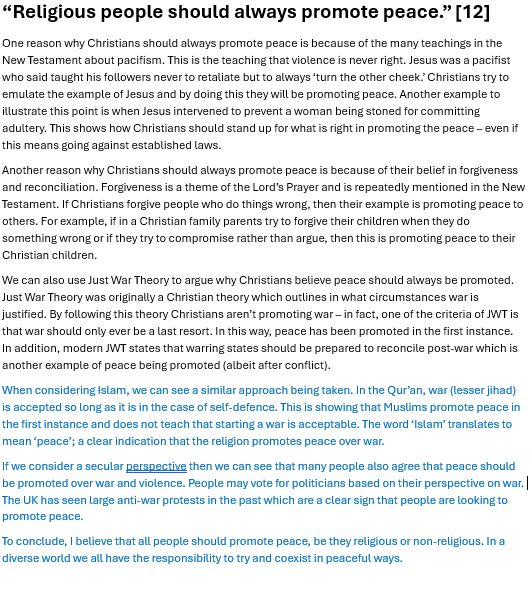 “Religious people should always promote peace.” [12]
One reason why Christians should always promote peace is because of the many teachings in the
New Testament about pacifism. This is the teaching that violence is never right. Jesus was a pacifist
who said taught his followers never to retaliate but to always ‘turn the other cheek.’ Christians try to
emulate the example of Jesus and by doing this they will be promoting peace. Another example to
illustrate this point is when Jesus intervened to prevent a woman being stoned for committing
adultery. This shows how Christians should stand up for what is right in promoting the peace – even if
this means going against established laws.
Another reason why Christians should always promote peace is because of their belief in forgiveness
and reconciliation. Forgiveness is a theme of the Lord’s Prayer and is repeatedly mentioned in the New
Testament. If Christians forgive people who do things wrong, then their example is promoting peace to
others. For example, if in a Christian family parents try to forgive their children when they do
something wrong or if they try to compromise rather than argue, then this is promoting peace to their
Christian children.
We can also use Just War Theory to argue why Christians believe peace should always be promoted.
Just War Theory was originally a Christian theory which outlines in what circumstances war is
justified. By following this theory Christians aren’t promoting war – in fact, one of the criteria of JWT is
that war should only ever be a last resort. In this way, peace has been promoted in the first instance.
In addition, modern JWT states that warring states should be prepared to reconcile post-war which is
another example of peace being promoted (albeit after conflict).
When considering Islam, we can see a similar approach being taken. In the Qur’an, war (lesser jihad)
is accepted so long as it is in the case of self-defence. This is showing that Muslims promote peace in
the first instance and does not teach that starting a war is acceptable. The word ‘Islam’ translates to
mean ‘peace’; a clear indication that the religion promotes peace over war.
If we consider a secular perspective then we can see that many people also agree that peace should
be promoted over war and violence. People may vote for politicians based on their perspective on war.
The UK has seen large anti-war protests in the past which are a clear sign that people are looking to
promote peace.
To conclude, I believe that all people should promote peace, be they religious or non-religious. In a
diverse world we all have the responsibility to try and coexist in peaceful ways.